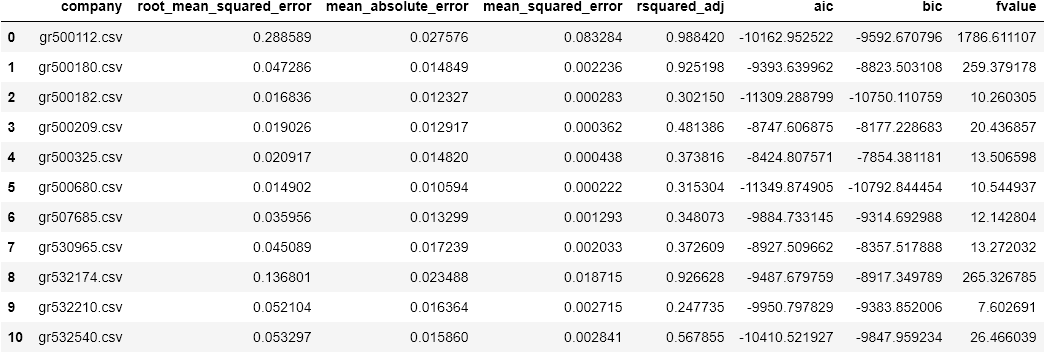 company root_mean_squared_error mean_absolute_error mean_squared_error rsquared_adj aic bic fvalue
0 gr500112.csv 0.288589 0.027576 0.083284 0.988420 -10162.952522 -9592.670796 1786.611107
1 gr500180.csv 0.047286 0.014849 0.002236 0.925198 -9393.639962 -8823.503108 259.379178
2 gr500182.csv 0.016836 0.012327 0.000283 0.302150 -11309.288799 -10750.110759 10.260305
3 gr500209.csv 0.019026 0.012917 0.000362 0.481386 -8747.606875 -8177.228683 20.436857
4 gr500325.csv 0.020917 0.014820 0.000438 0.373816 -8424.807571 -7854.381181 13.506598
5 gr500680.csv 0.014902 0.010594 0.000222 0.315304 -11349.874905 -10792.844454 10.544937
6 gr507685.csv 0.035956 0.013299 0.001293 0.348073 -9884.733145 -9314.692988 12.142804
7 gr530965.csv 0.045089 0.017239 0.002033 0.372609 -8927.509662 -8357.517888 13.272032
8 gr532174.csv 0.136801 0.023488 0.018715 0.926628 -9487.679759 -8917.349789 265.326785
9 gr532210.csv 0.052104 0.016364 0.002715 0.247735 -9950.797829 -9383.852006 7.602691
10 gr532540.csv 0.053297 0.015860 0.002841 0.567855 -10410.521927 -9847.959234 26.466039